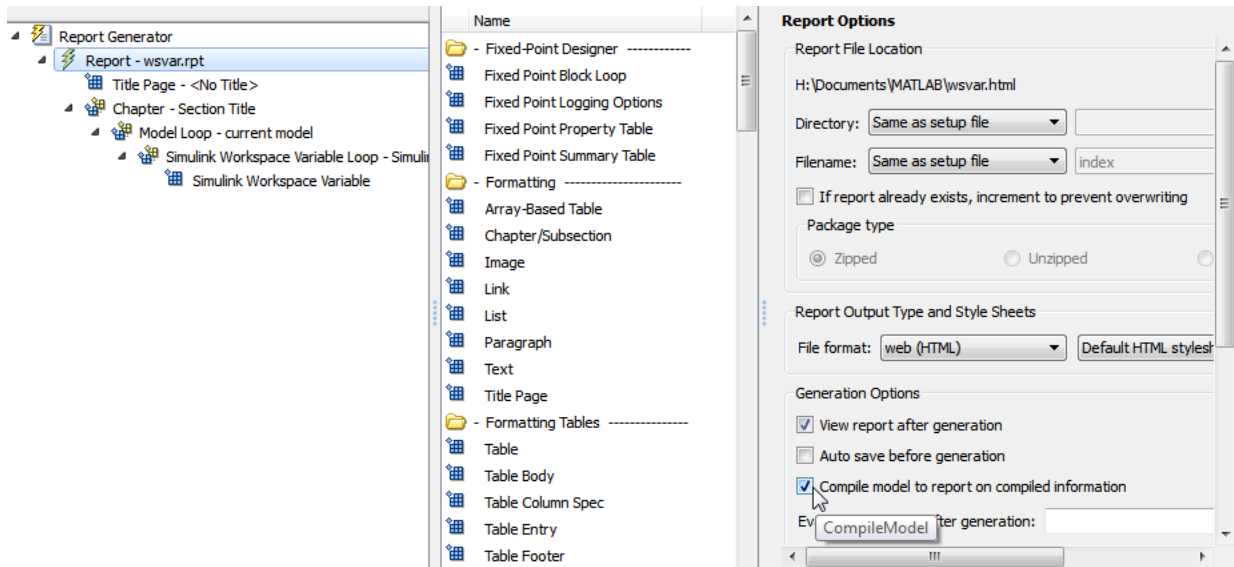 Report Generator
Report - wsvar.rpt
Title Page - <No Title>
Chapter - Section Title
Model Loop - current model
Simulink Workspace Variable Loop - Simuli
Simulink Workspace Variable
Name
- Fixed-Point Designer ------------
Fixed Point Block Loop
Fixed Point Logging Options
Fixed Point Property Table
Fixed Point Summary Table
- Formatting ----------------------
Array-Based Table
Chapter/Subsection
Image
Link
List
Paragraph
Text
Title Page
- Formatting Tables ---------------
Table
Table Body
Table Column Spec
Table Entry
Table Footer
Report Options
Report File Location
H:\Documents\MATLAB\wsvar.html
Directory: Same as setup file
Filename: Same as setup file index
If report already exists, increment to prevent overwriting
Package type
Zipped Unzipped
Report Output Type and Style Sheets
File format: web (HTML) Default HTML stylesh
Generation Options
View report after generation
Auto save before generation
Compile model to report on compiled information
Ev CompileModel fter generation: